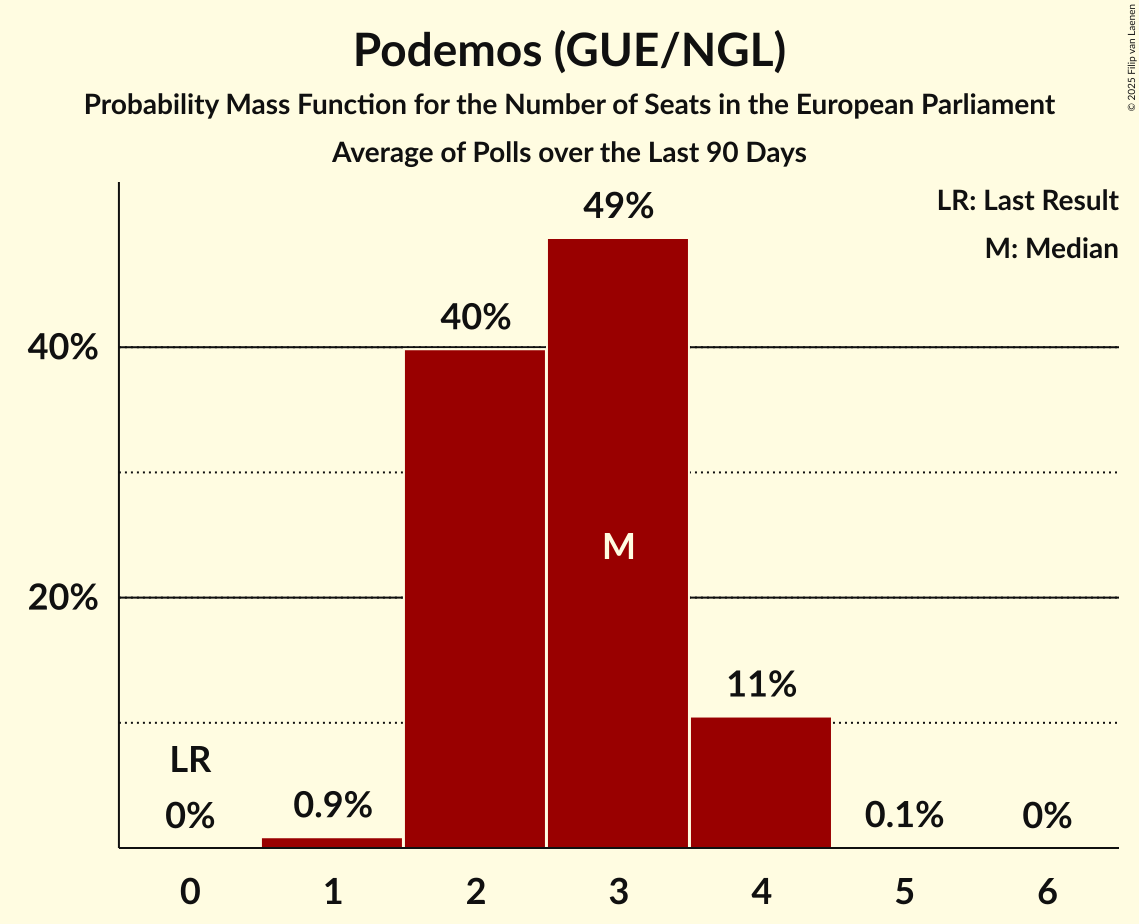 Podemos (GUE/NGL)
Probability Mass Function for the Number of Seats in the European Parliament
Average of Polls over the Last 90 Days
© 2025 Filip van Laenen
LR: Last Result
M: Median
49%
40%
40%
M
20%
11%
LR
0%
0.9%
0.1%
0%
0 1 2 3 4 5 6